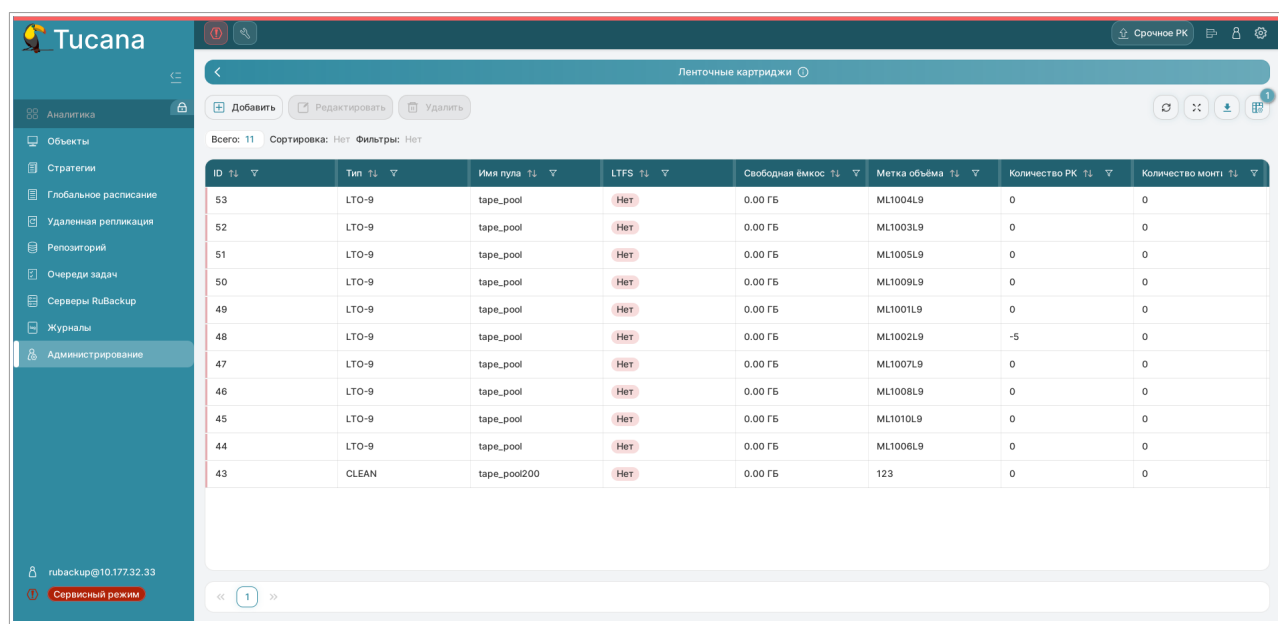 Tucana
Срочное РК
Ленточные картриджи
Аналитика
Объекты
Стратегии
Глобальное расписание
Удаленная репликация
Репозиторий
Очереди задач
Серверы RuBackup
Журналы
Администрирование
rubackup@10.177.32.33
Сервисный режим
Добавить Редактировать Удалить 1
Всего: 11 Сортировка: Нет Фильтры: Нет
ID Тип Имя пула LTFS Свободная ёмкос Метка объёма Количество РК Количество монти
53 LTO-9 tape_pool Нет 0.00 ГБ ML1004L9 0 0
52 LTO-9 tape_pool Нет 0.00 ГБ ML1003L9 0 0
51 LTO-9 tape_pool Нет 0.00 ГБ ML1005L9 0 0
50 LTO-9 tape_pool Нет 0.00 ГБ ML1009L9 0 0
49 LTO-9 tape_pool Нет 0.00 ГБ ML1001L9 0 0
48 LTO-9 tape_pool Нет 0.00 ГБ ML1002L9 -5 0
47 LTO-9 tape_pool Нет 0.00 ГБ ML1007L9 0 0
46 LTO-9 tape_pool Нет 0.00 ГБ ML1008L9 0 0
45 LTO-9 tape_pool Нет 0.00 ГБ ML1010L9 0 0
44 LTO-9 tape_pool Нет 0.00 ГБ ML1006L9 0 0
43 CLEAN tape_pool200 Нет 0.00 ГБ 123 0 0
« 1 »